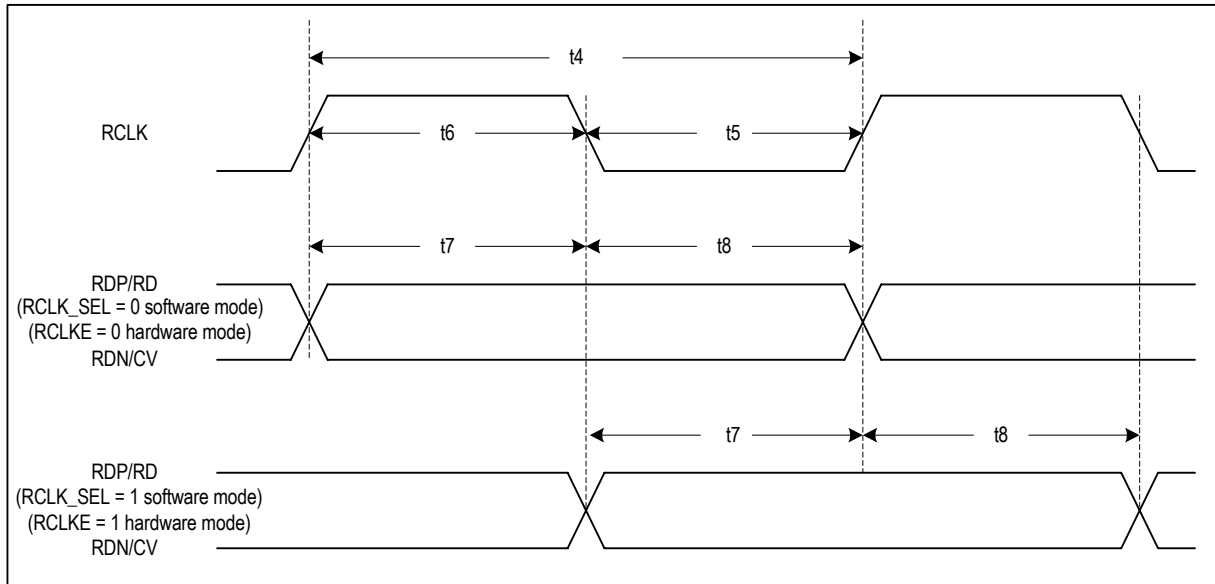 t4
RCLK
t6
t5
t7
t8
RDP/RD
(RCLK_SEL = 0 software mode)
(RCLKE = 0 hardware mode)
RDN/CV
t7
t8
RDP/RD
(RCLK_SEL = 1 software mode)
(RCLKE = 1 hardware mode)
RDN/CV